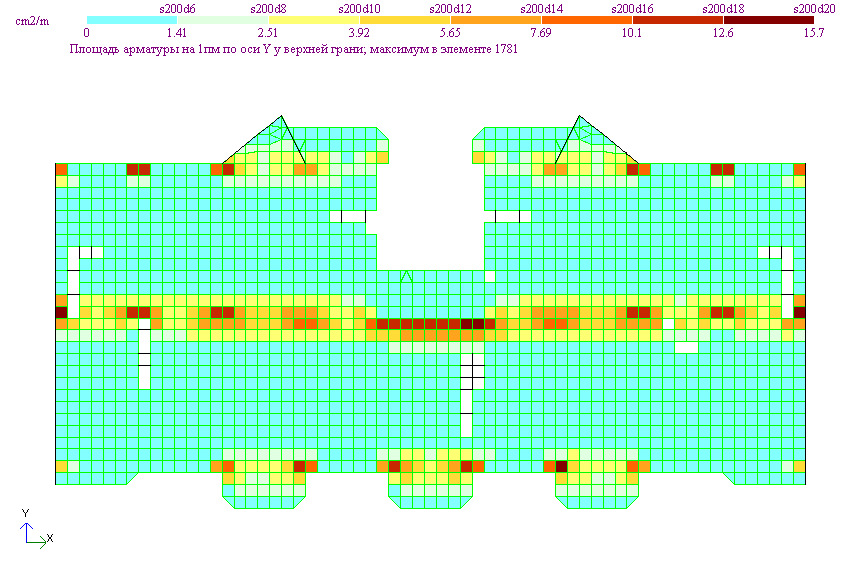 s200d6 s200d8 s200d10 s200d12 s200d14 s200d16 s200d18 s200d20
cm2/m
0 1.41 2.51 3.92 5.65 7.69 10.1 12.6 15.7
Площадь арматуры на 1пм по оси Y у верхней грани; максимум в элементе 1781
Y
X